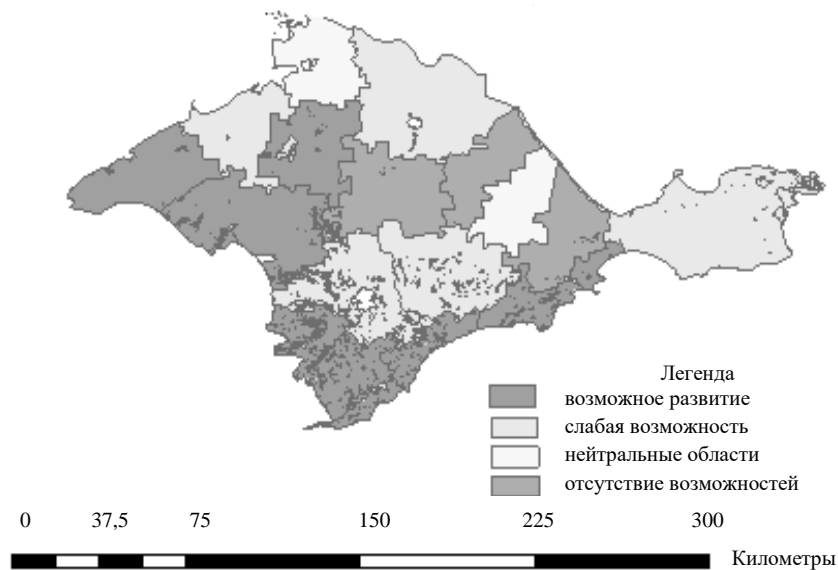 Легенда
возможное развитие
слабая возможность
нейтральные области
отсутствие возможностей
0 37,5 75 150 225 300
Километры